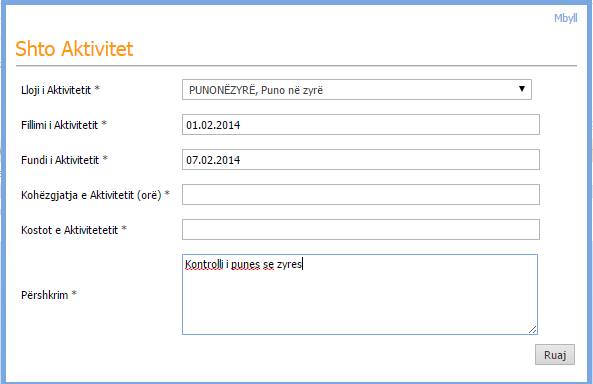 Mbyll
Shto Aktivitet
Lloji i Aktivitetit * PUNONËZYRË, Puno në zyrë
Fillimi i Aktivitetit * 01.02.2014
Fundi i Aktivitetit * 07.02.2014
Kohëzgjatja e Aktivitetit (orë) *
Kostot e Aktivitetetit *
Përshkrim * Kontrolli i punes se zyres
Ruaj